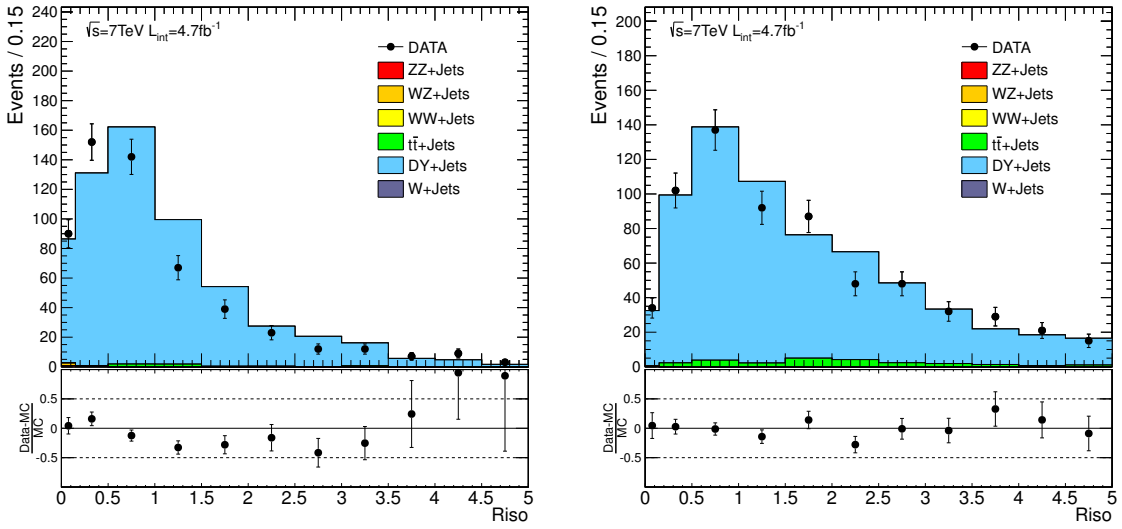 √s=7TeV L_int=4.7fb⁻¹
Events / 0.15
240
220
200
180
160
140
120
100
80
60
40
20
0
DATA
ZZ+Jets
WZ+Jets
WW+Jets
tt̄+Jets
DY+Jets
W+Jets
Data-MC
MC
0.5
0
-0.5
0 0.5 1 1.5 2 2.5 3 3.5 4 4.5 5
Riso
√s=7TeV L_int=4.7fb⁻¹
Events / 0.15
200
180
160
140
120
100
80
60
40
20
0
DATA
ZZ+Jets
WZ+Jets
WW+Jets
tt̄+Jets
DY+Jets
W+Jets
Data-MC
MC
0.5
0
-0.5
0 0.5 1 1.5 2 2.5 3 3.5 4 4.5 5
Riso